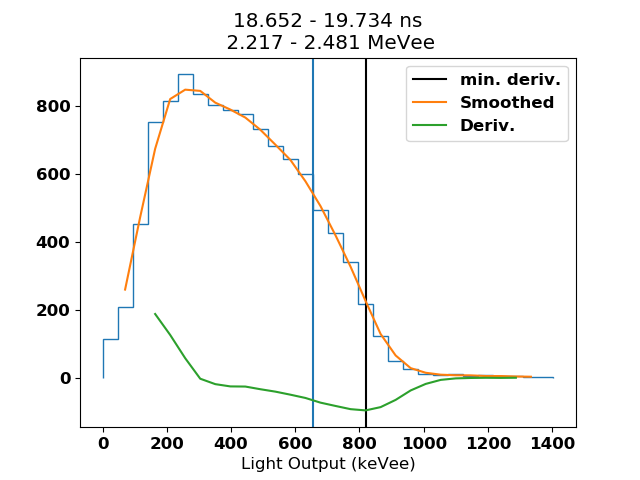 18.652 - 19.734 ns
2.217 - 2.481 MeVee
min. deriv.
Smoothed
Deriv.
800
600
400
200
0
0 200 400 600 800 1000 1200 1400
Light Output (keVee)